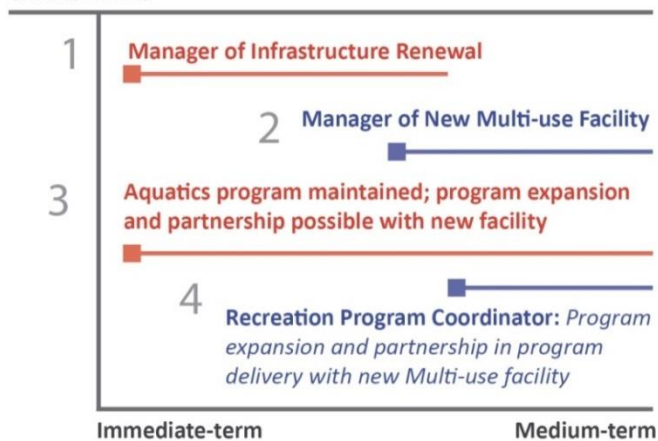 1
Manager of Infrastructure Renewal
2
Manager of New Multi-use Facility
3
Aquatics program maintained; program expansion
and partnership possible with new facility
4
Recreation Program Coordinator: Program
expansion and partnership in program
delivery with new Multi-use facility
Immediate-term
Medium-term